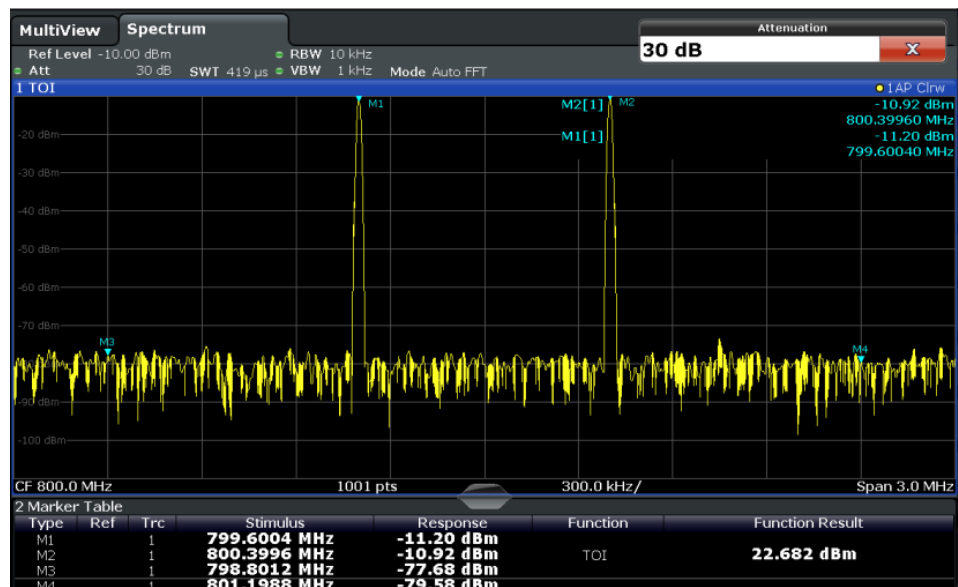 MultiView Spectrum
Attenuation
30 dB X
Ref Level -10.00 dBm RBW 10 kHz
Att 30 dB SWT 419 µs VBW 1 kHz Mode Auto FFT
1 TOI 1AP Clrw
M1 M2[1] M2 -10.92 dBm
800.39960 MHz
-20 dBm M1[1] -11.20 dBm
799.60040 MHz
-30 dBm
-40 dBm
-50 dBm
-60 dBm
-70 dBm
M3 M4
-90 dBm
-100 dBm
CF 800.0 MHz 1001 pts 300.0 kHz/ Span 3.0 MHz
2 Marker Table
Type Ref Trc Stimulus Response Function Function Result
M1 1 799.6004 MHz -11.20 dBm
M2 1 800.3996 MHz -10.92 dBm TOI 22.682 dBm
M3 1 798.8012 MHz -77.68 dBm
M4 1 801.1988 MHz -79.58 dBm